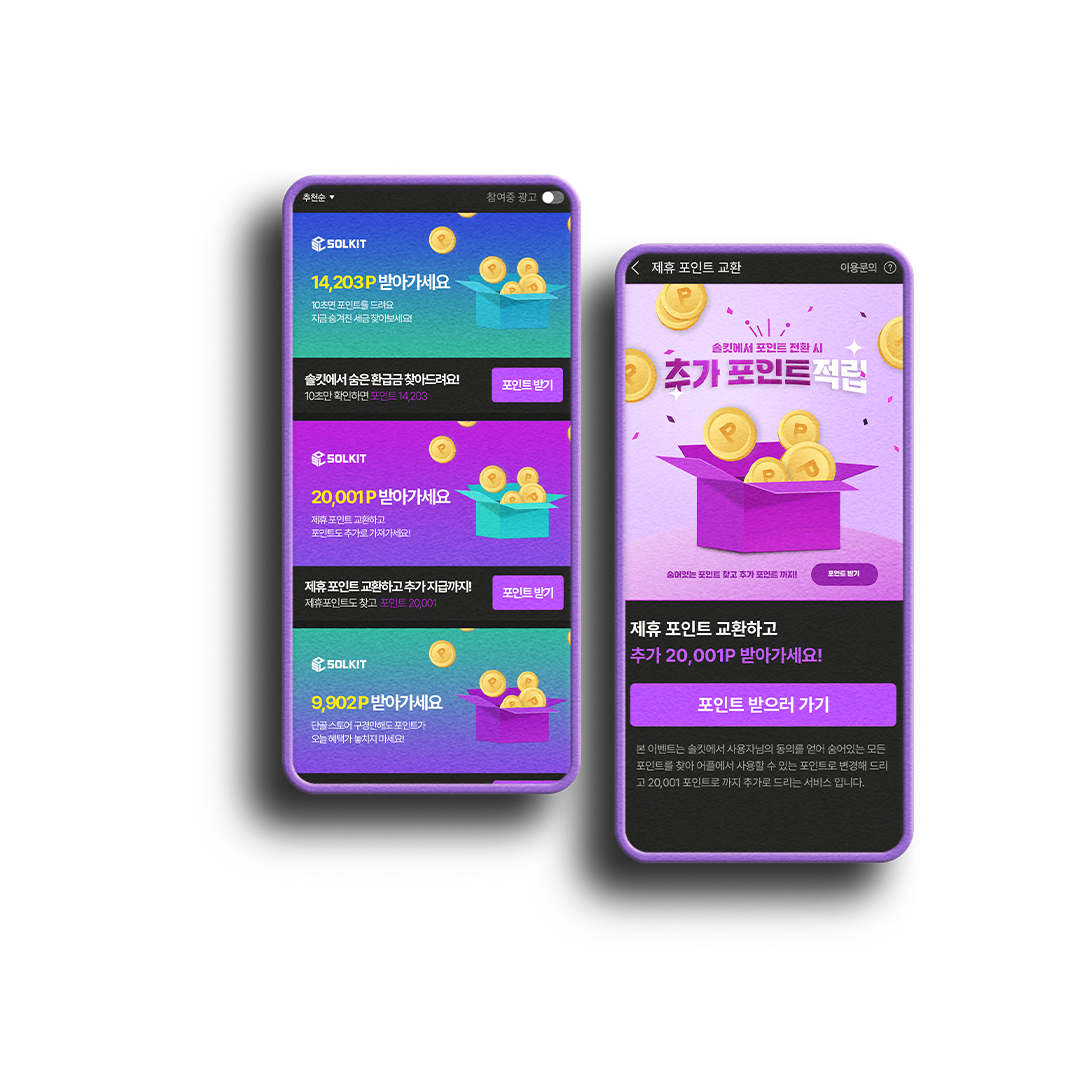 추천순 ▼
참여중 광고
SOLKIT
14,203 P 받아가세요
10초면 포인트를 드려요
지금 숨겨진 세금 찾아보세요!
솔킷에서 숨은 환급금 찾아드려요!
10초만 확인하면 포인트 14,203
포인트 받기
SOLKIT
20,001 P 받아가세요
제휴 포인트 교환하고
포인트도 추가로 가져가세요!
제휴 포인트 교환하고 추가 지급까지!
제휴포인트도 찾고 포인트 20,001
포인트 받기
SOLKIT
9,902 P 받아가세요
단골 스토어 구경만해도 포인트가
오늘 혜택가 놓치지 마세요!
제휴 포인트 교환
이용문의 ?
솔킷에서 포인트 전환 시
추가 포인트적립
숨어있는 포인트 찾고 추가 포인트 까지!
포인트 받기
제휴 포인트 교환하고
추가 20,001P 받아가세요!
포인트 받으러 가기
본 이벤트는 솔킷에서 사용자님의 동의를 얻어 숨어있는 모든
포인트를 찾아 어플에서 사용할 수 있는 포인트로 변경해 드리
고 20,001 포인트로 까지 추가로 드리는 서비스 입니다.